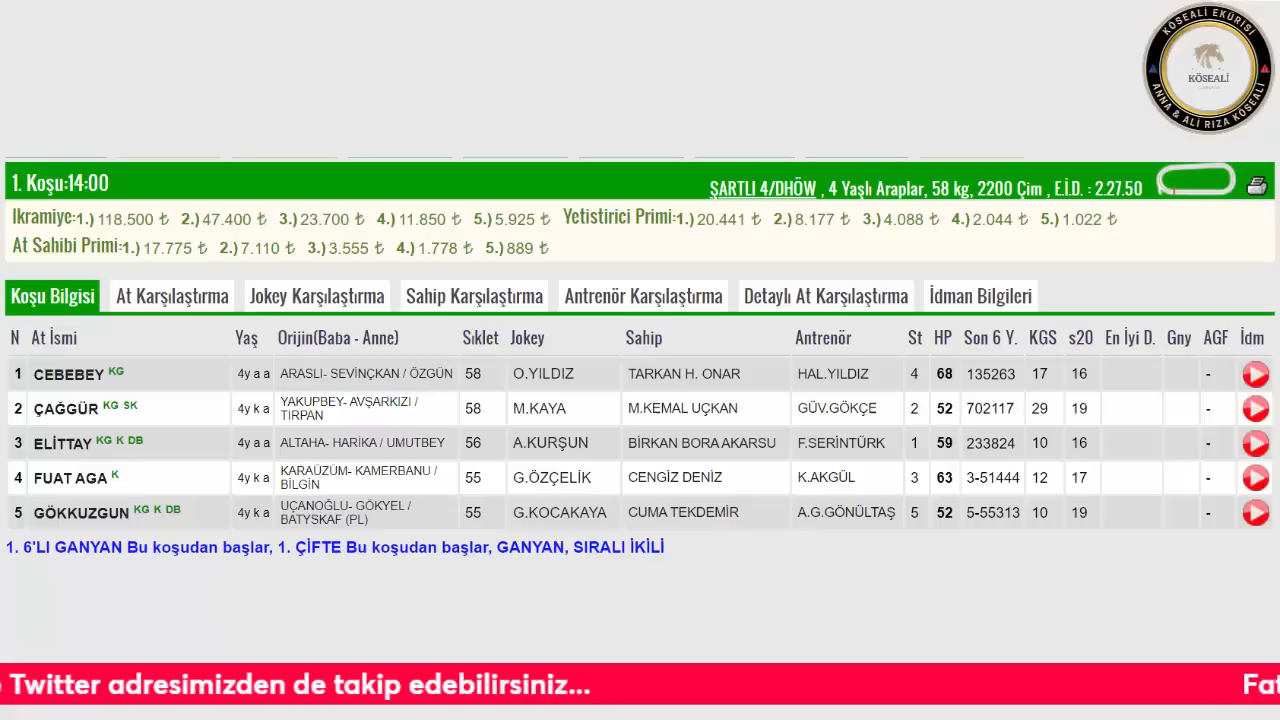 KÖSEALİ EKÜRİSİ
KÖSEALİ
ANNA & ALİ RIZA KÖSEALİ
1. Koşu:14:00
ŞARTLI 4/DHÖW , 4 Yaşlı Araplar, 58 kg, 2200 Çim , E.İ.D. : 2.27.50
Ikramiye:1.) 118.500 ₺ 2.) 47.400 ₺ 3.) 23.700 ₺ 4.) 11.850 ₺ 5.) 5.925 ₺ Yetistirici Primi:1.) 20.441 ₺ 2.) 8.177 ₺ 3.) 4.088 ₺ 4.) 2.044 ₺ 5.) 1.022 ₺
At Sahibi Primi:1.) 17.775 ₺ 2.) 7.110 ₺ 3.) 3.555 ₺ 4.) 1.778 ₺ 5.) 889 ₺
Koşu Bilgisi At Karşılaştırma Jokey Karşılaştırma Sahip Karşılaştırma Antrenör Karşılaştırma Detaylı At Karşılaştırma İdman Bilgileri
N At İsmi Yaş Orijin(Baba - Anne) Sıklet Jokey Sahip Antrenör St HP Son 6 Y. KGS s20 En İyi D. Gny AGF İdm
1 CEBEBEY KG 4y a a ARASLI- SEVİNÇKAN / ÖZGÜN 58 O.YILDIZ TARKAN H. ONAR HAL.YILDIZ 4 68 135263 17 16 -
2 ÇAĞGÜR KG SK 4y k a YAKUPBEY- AVŞARKIZI / TIRPAN 58 M.KAYA M.KEMAL UÇKAN GÜV.GÖKÇE 2 52 702117 29 19 -
3 ELİTTAY KG K DB 4y a a ALTAHA- HARİKA / UMUTBEY 56 A.KURŞUN BİRKAN BORA AKARSU F.SERİNTÜRK 1 59 233824 10 16 -
4 FUAT AGA K 4y k a KARAÜZÜM- KAMERBANU / BİLGİN 55 G.ÖZÇELİK CENGİZ DENİZ K.AKGÜL 3 63 3-51444 12 17 -
5 GÖKKUZGUN KG K DB 4y k a UÇANOĞLU- GÖKYEL / BATYSKAF (PL) 55 G.KOCAKAYA CUMA TEKDEMİR A.G.GÖNÜLTAŞ 5 52 5-55313 10 19 -
1. 6'LI GANYAN Bu koşudan başlar, 1. ÇİFTE Bu koşudan başlar, GANYAN, SIRALI İKİLİ
Twitter adresimizden de takip edebilirsiniz... Fat